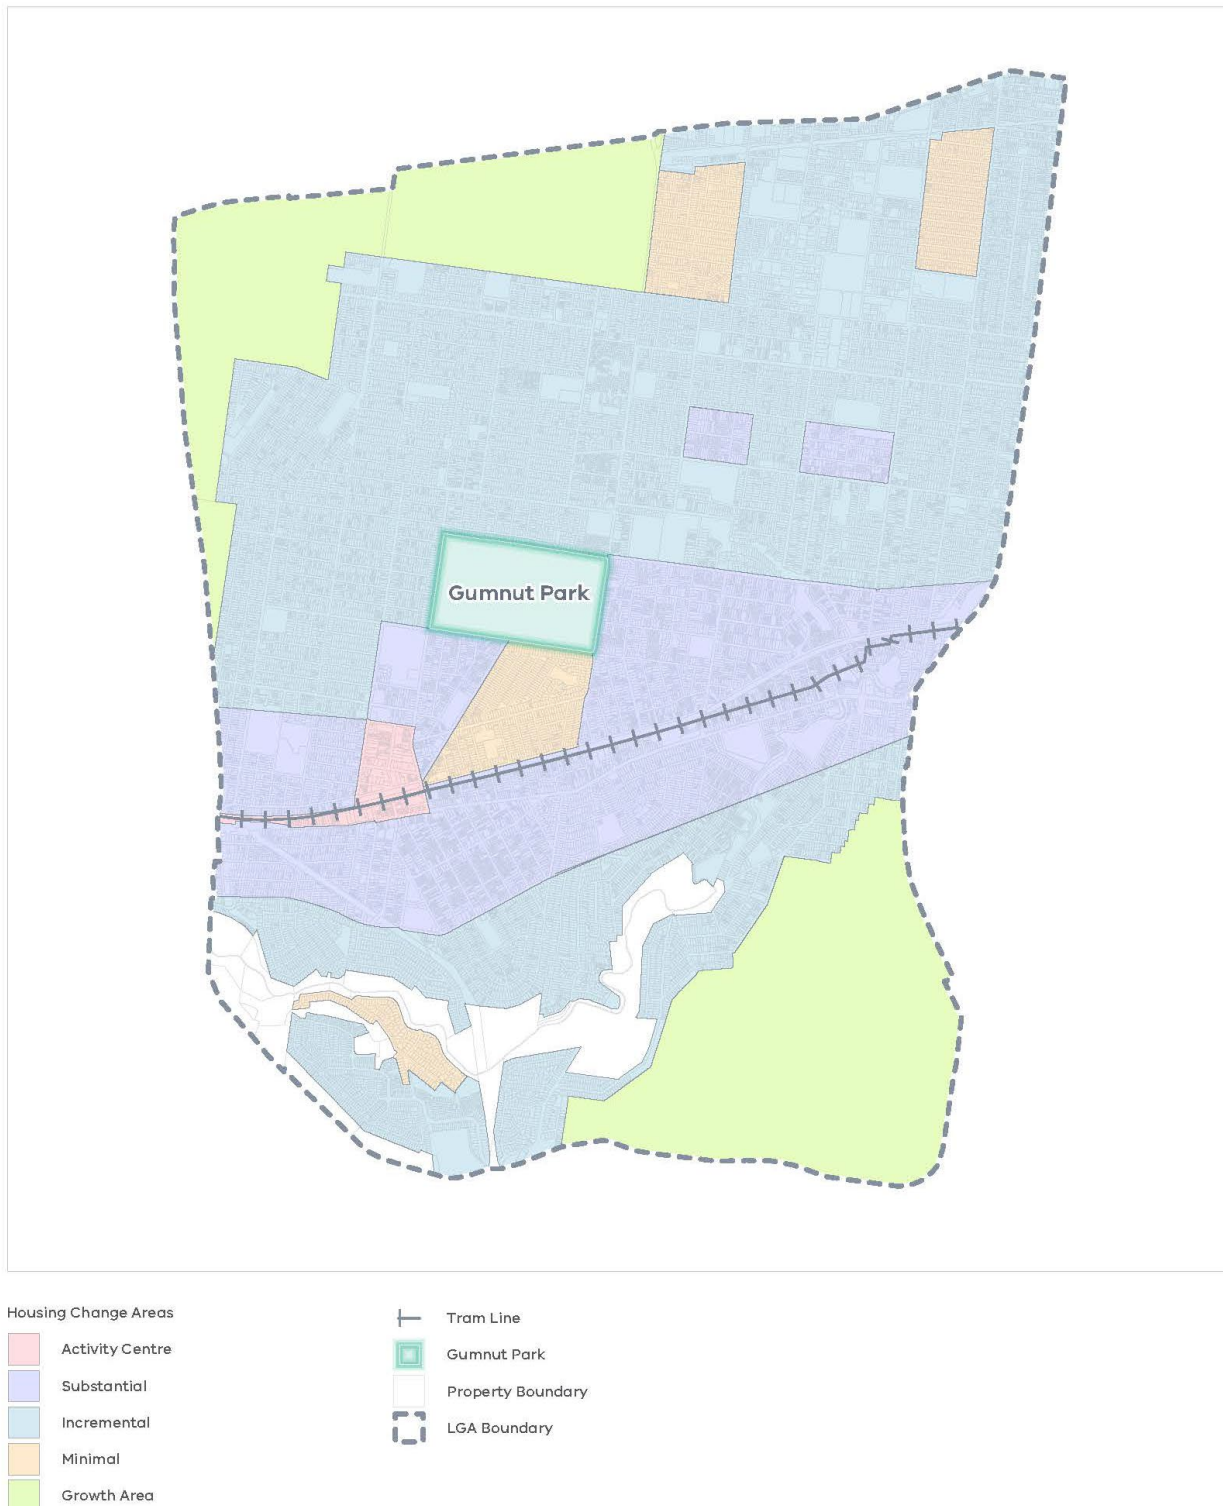 Gumnut Park
Housing Change Areas
Activity Centre
Substantial
Incremental
Minimal
Growth Area
Tram Line
Gumnut Park
Property Boundary
LGA Boundary